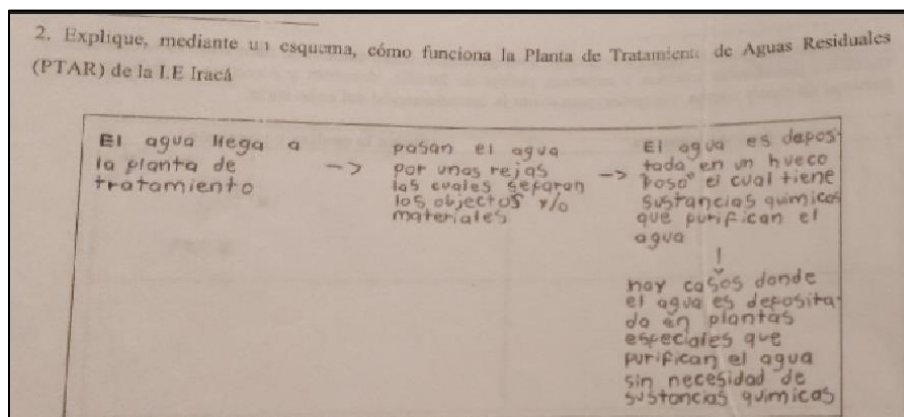 2. Explique, mediante un esquema, cómo funciona la Planta de Tratamiento de Aguas Residuales
(PTAR) de la I.E Iracá
El agua llega a
la planta de
tratamiento
->
pasan el agua
por unas rejas
las cuales separan
los objectos y/o
materiales
->
El agua es deposi
tada en un hueco
"poso" el cual tiene
sustancias quimicas
que purifican el
agua
hay casos donde
el agua es deposita
da en plantas
especiales que
purifican el agua
sin necesidad de
sustancias quimicas